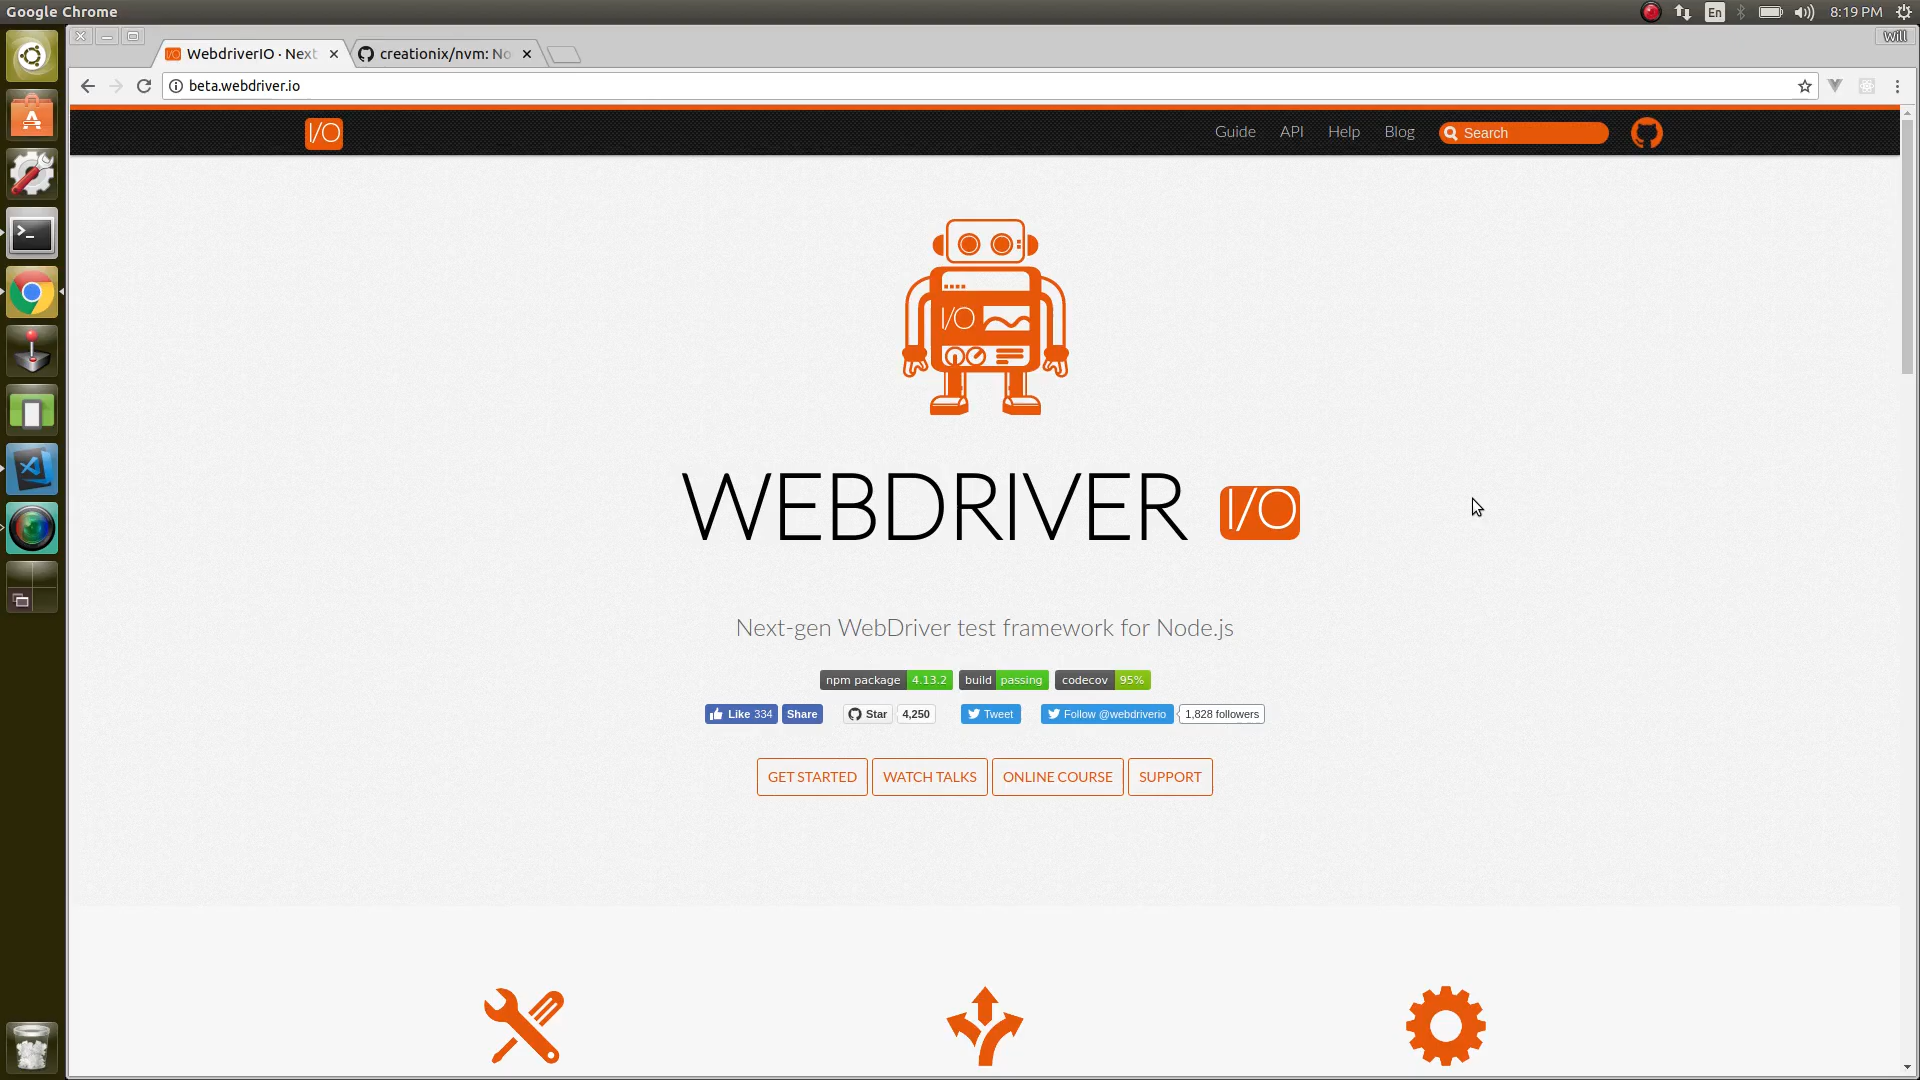 Google Chrome
En
8:19 PM
Will
WebdriverIO · Next
creationix/nvm: No
beta.webdriver.io
I/O
Guide
API
Help
Blog
Search
I/O
WEBDRIVER I/O
Next-gen WebDriver test framework for Node.js
npm package 4.13.2 build passing codecov 95%
Like 334 Share Star 4,250 Tweet Follow @webdriverio 1,828 followers
GET STARTED WATCH TALKS ONLINE COURSE SUPPORT